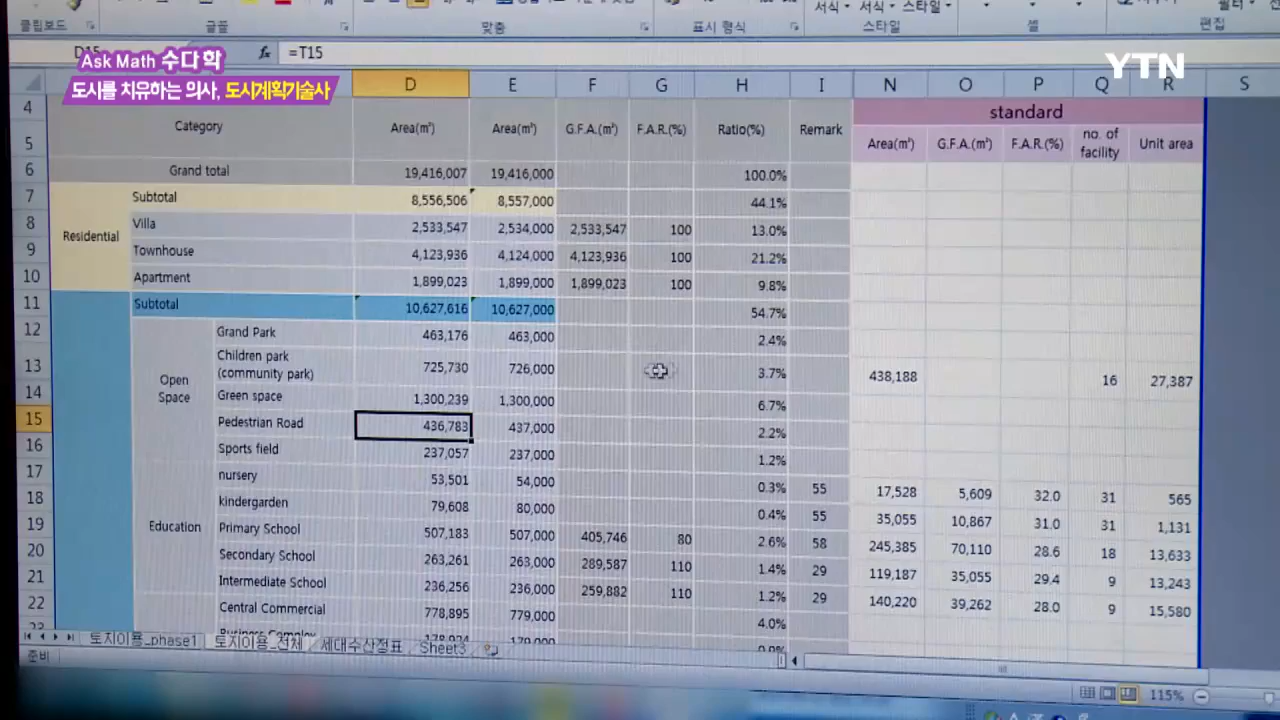 클립보드 글꼴 맞춤 표시 형식 스타일 셀 편집
서식 서식 스타일
Ask Math 수다학
도시를 치유하는 의사, 도시계획기술사
YTN
fx =T15
D E F G H I N O P Q R S
4 standard
5 Category Area(㎡) Area(㎡) G.F.A.(㎡) F.A.R.(%) Ratio(%) Remark Area(㎡) G.F.A.(㎡) F.A.R.(%) no. of facility Unit area
6 Grand total 19,416,007 19,416,000 100.0%
7 Subtotal 8,556,506 8,557,000 44.1%
8 Villa 2,533,547 2,534,000 2,533,547 100 13.0%
Residential
9 Townhouse 4,123,936 4,124,000 4,123,936 100 21.2%
10 Apartment 1,899,023 1,899,000 1,899,023 100 9.8%
11 Subtotal 10,627,616 10,627,000 54.7%
12 Grand Park 463,176 463,000 2.4%
13 Children park (community park) 725,730 726,000 3.7% 438,188 16 27,387
Open Space
14 Green space 1,300,239 1,300,000 6.7%
15 Pedestrian Road 436,783 437,000 2.2%
16 Sports field 237,057 237,000 1.2%
17 nursery 53,501 54,000 0.3% 55 17,528 5,609 32.0 31 565
18 kindergarden 79,608 80,000 0.4% 55 35,055 10,867 31.0 31 1,131
19 Education Primary School 507,183 507,000 405,746 80 2.6% 58 245,385 70,110 28.6 18 13,633
20 Secondary School 263,261 263,000 289,587 110 1.4% 29 119,187 35,055 29.4 9 13,243
21 Intermediate School 236,256 236,000 259,882 110 1.2% 29 140,220 39,262 28.0 9 15,580
22 Central Commercial 778,895 779,000 4.0%
토지이용_phase1 토지이용_전체 세대수산정표 Sheet3
준비 115%